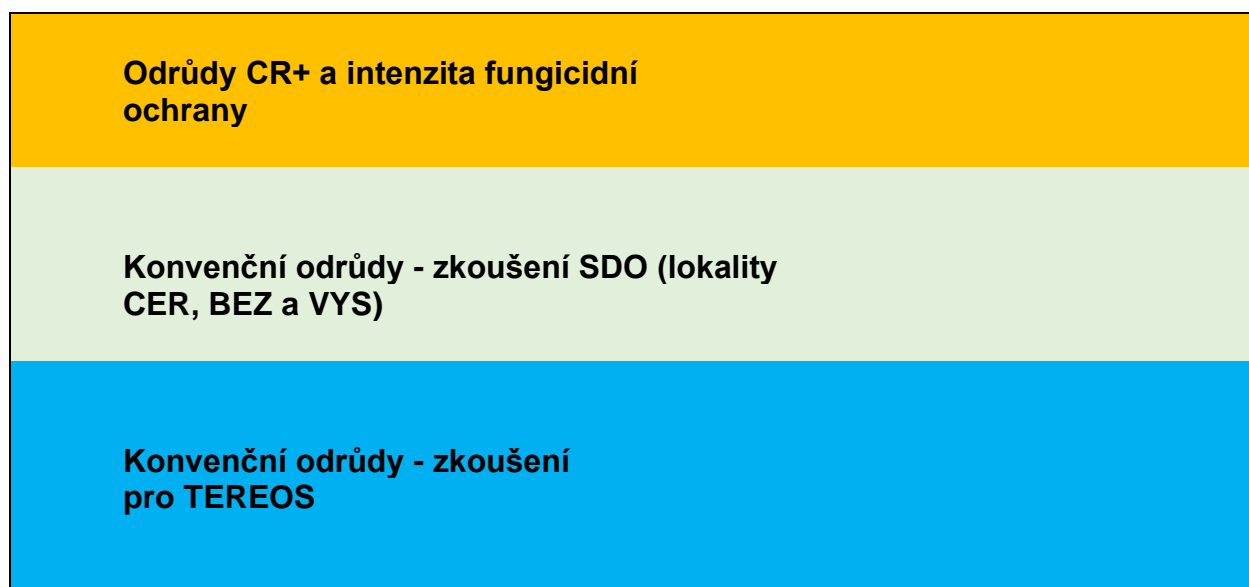 Odrůdy CR+ a intenzita fungicidní
ochrany
Konvenční odrůdy - zkoušení SDO (lokality
CER, BEZ a VYS)
Konvenční odrůdy - zkoušení
pro TEREOS